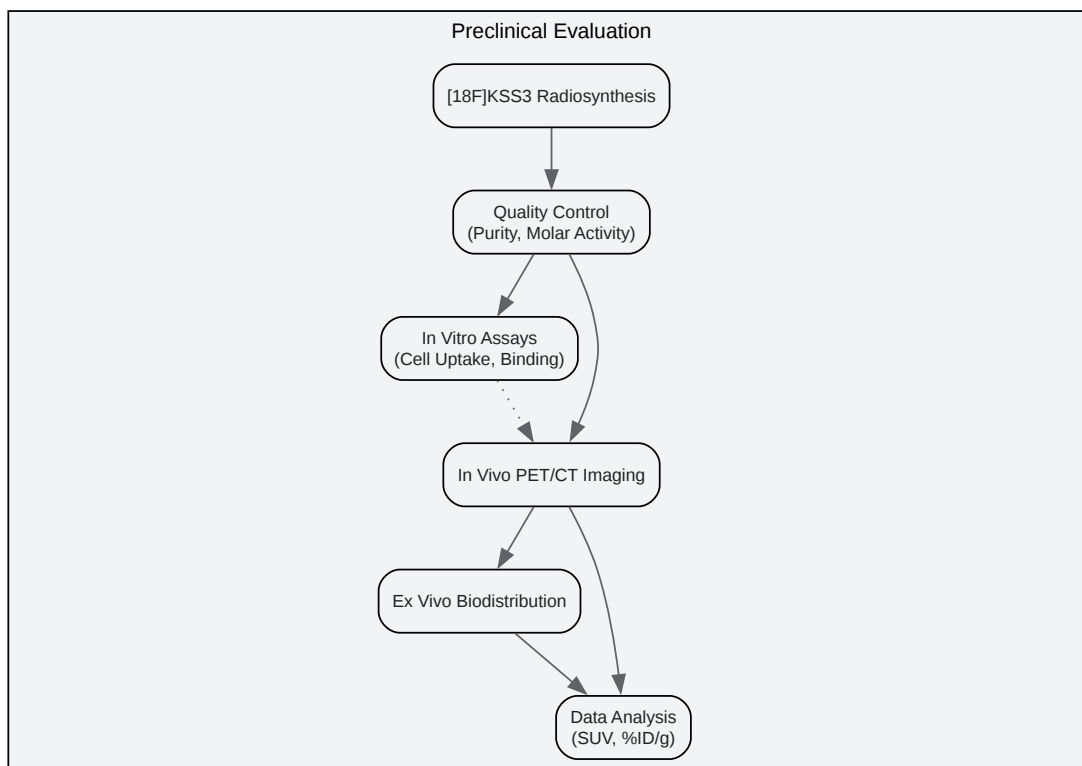 Preclinical Evaluation
[18F]KSS3 Radiosynthesis
Quality Control
(Purity, Molar Activity)
In Vitro Assays
(Cell Uptake, Binding)
In Vivo PET/CT Imaging
Ex Vivo Biodistribution
Data Analysis
(SUV, %ID/g)